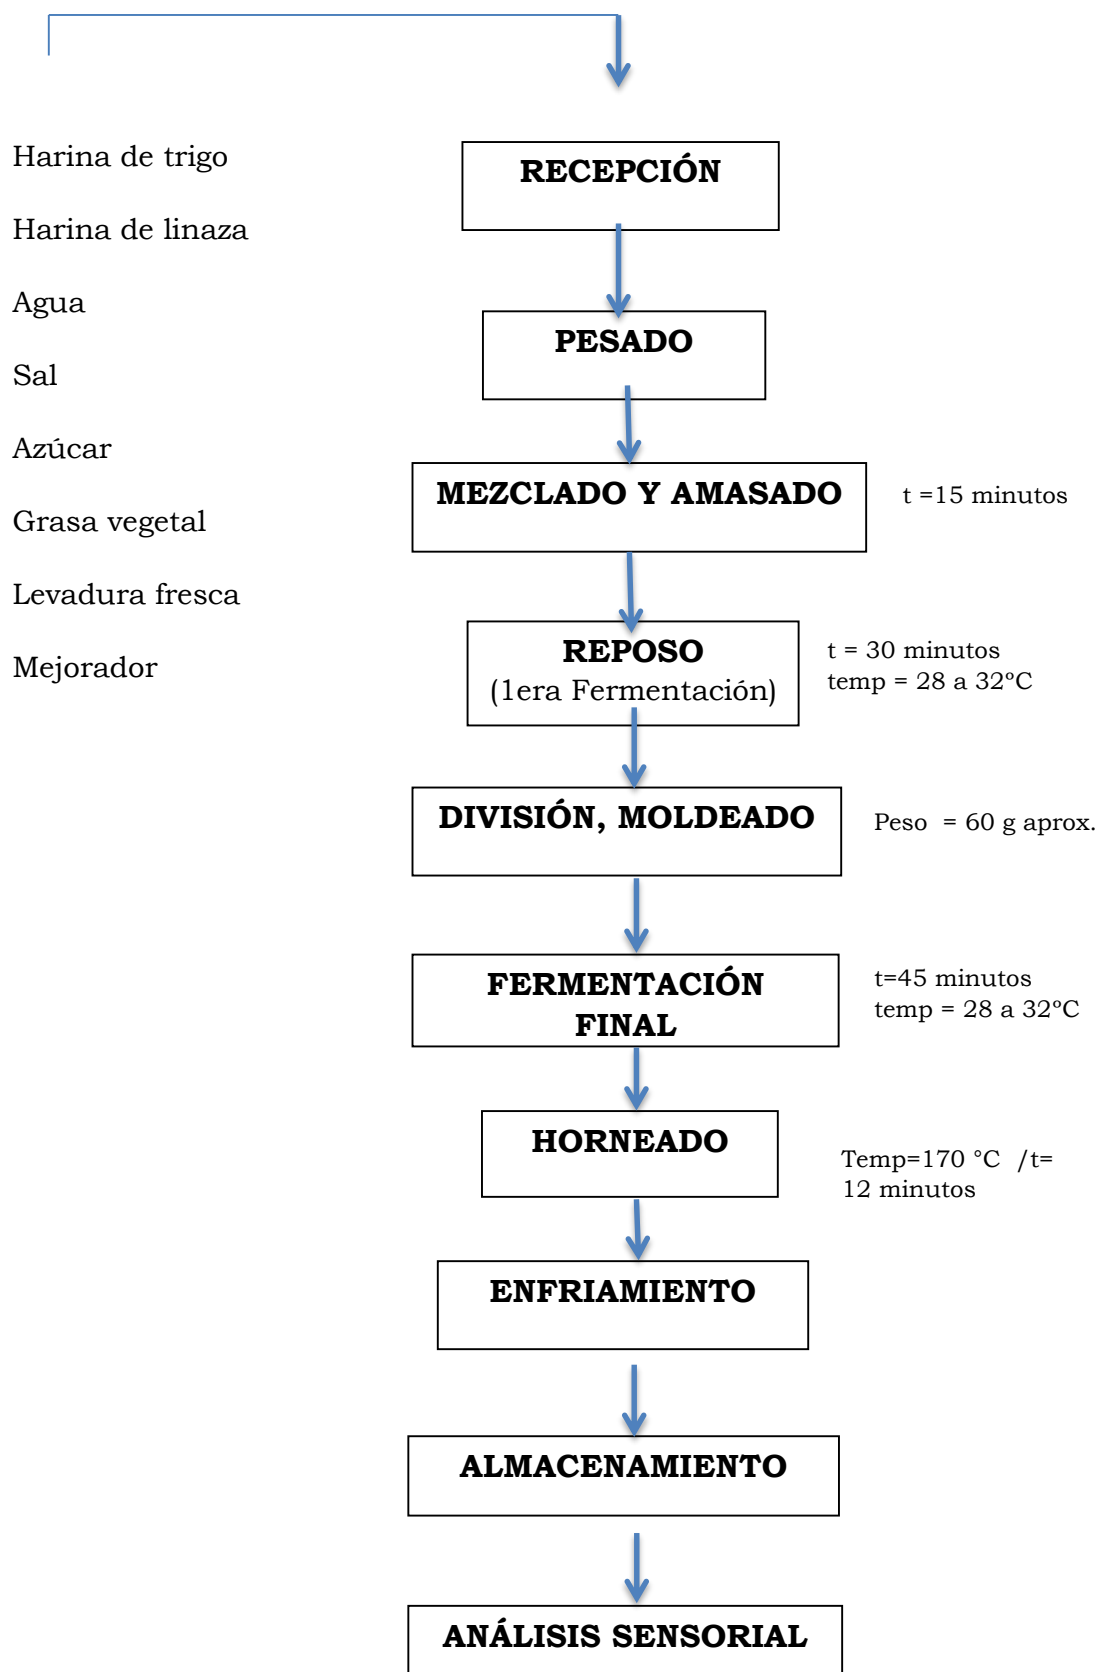 Harina de trigo
Harina de linaza
Agua
Sal
Azúcar
Grasa vegetal
Levadura fresca
Mejorador
RECEPCIÓN
PESADO
MEZCLADO Y AMASADO
t =15 minutos
REPOSO
(1era Fermentación)
t = 30 minutos
temp = 28 a 32°C
DIVISIÓN, MOLDEADO
Peso = 60 g aprox.
FERMENTACIÓN
FINAL
t=45 minutos
temp = 28 a 32°C
HORNEADO
Temp=170 °C /t=
12 minutos
ENFRIAMIENTO
ALMACENAMIENTO
ANÁLISIS SENSORIAL